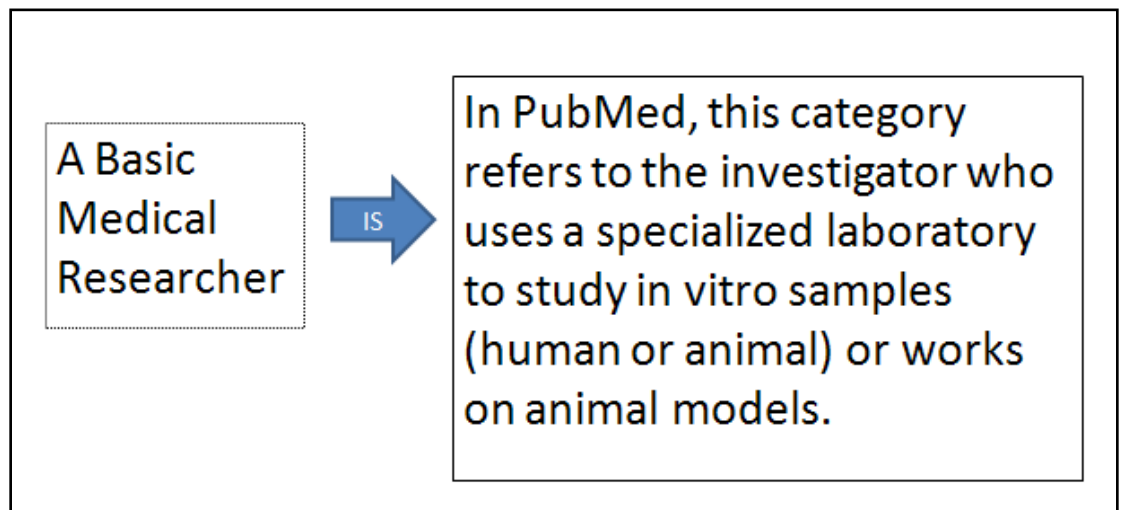 A Basic
Medical
Researcher
IS
In PubMed, this category
refers to the investigator who
uses a specialized laboratory
to study in vitro samples
(human or animal) or works
on animal models.